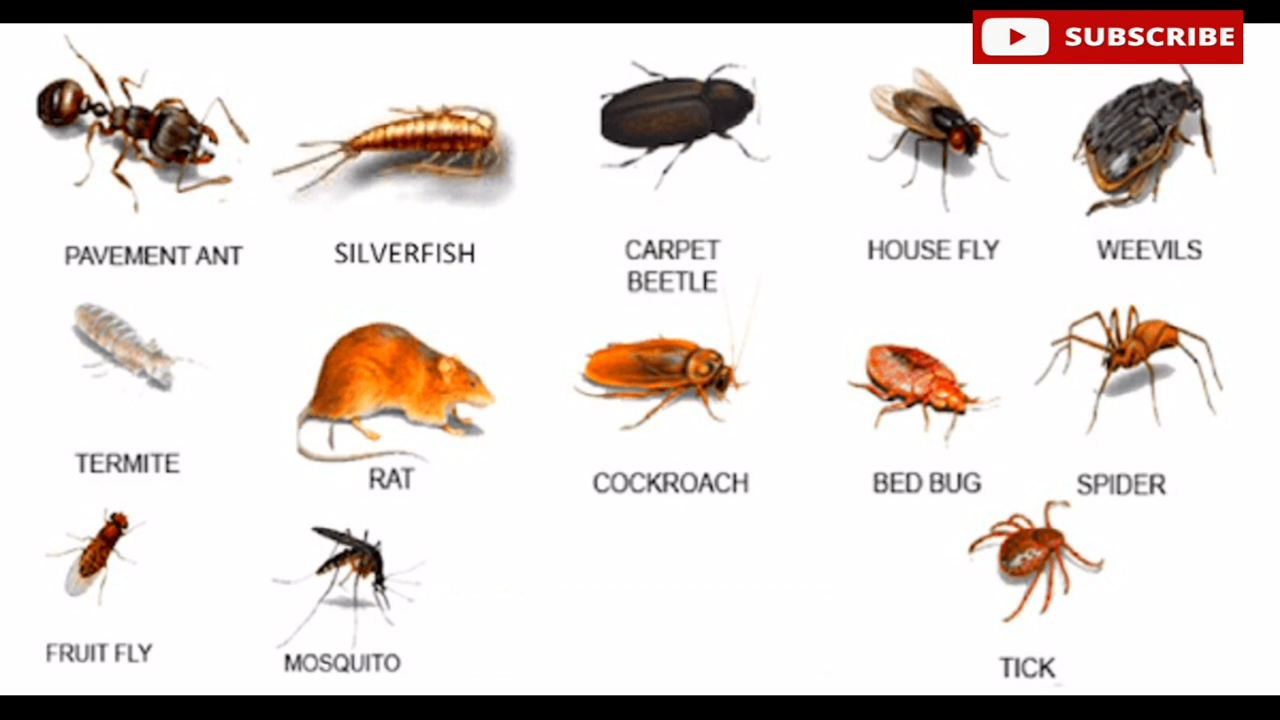 SUBSCRIBE
PAVEMENT ANT
SILVERFISH
CARPET
BEETLE
HOUSE FLY
WEEVILS
TERMITE
RAT
COCKROACH
BED BUG
SPIDER
FRUIT FLY
MOSQUITO
TICK